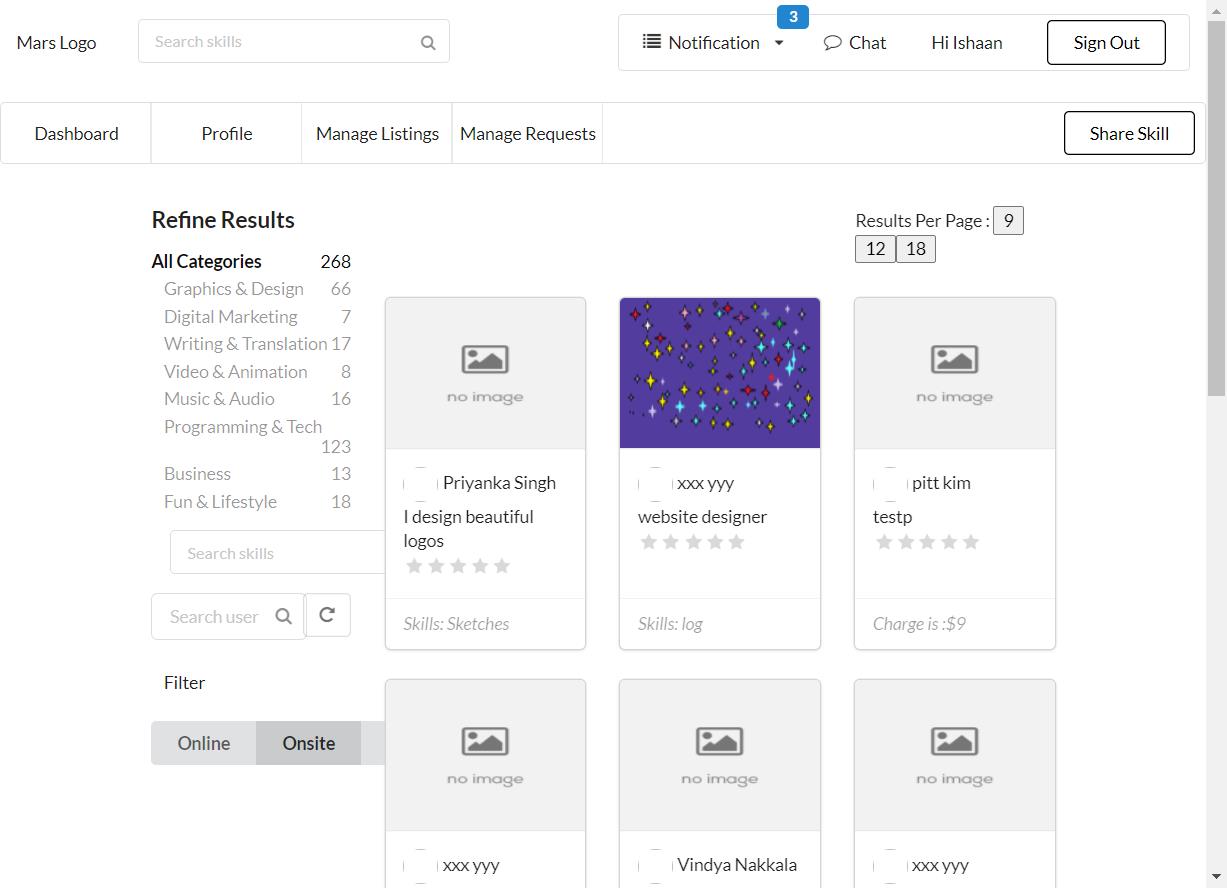 3
Mars Logo
Search skills
Notification
Chat
Hi Ishaan
Sign Out
Dashboard
Profile
Manage Listings
Manage Requests
Share Skill
Refine Results
All Categories 268
Graphics & Design 66
Digital Marketing 7
Writing & Translation 17
Video & Animation 8
Music & Audio 16
Programming & Tech
123
Business 13
Fun & Lifestyle 18
Search skills
Search user
Filter
Online
Onsite
Results Per Page : 9
12 18
no image
Priyanka Singh
I design beautiful
logos
Skills: Sketches
xxx yyy
website designer
Skills: log
no image
pitt kim
testp
Charge is :$9
no image
xxx yyy
no image
Vindya Nakkala
no image
xxx yyy